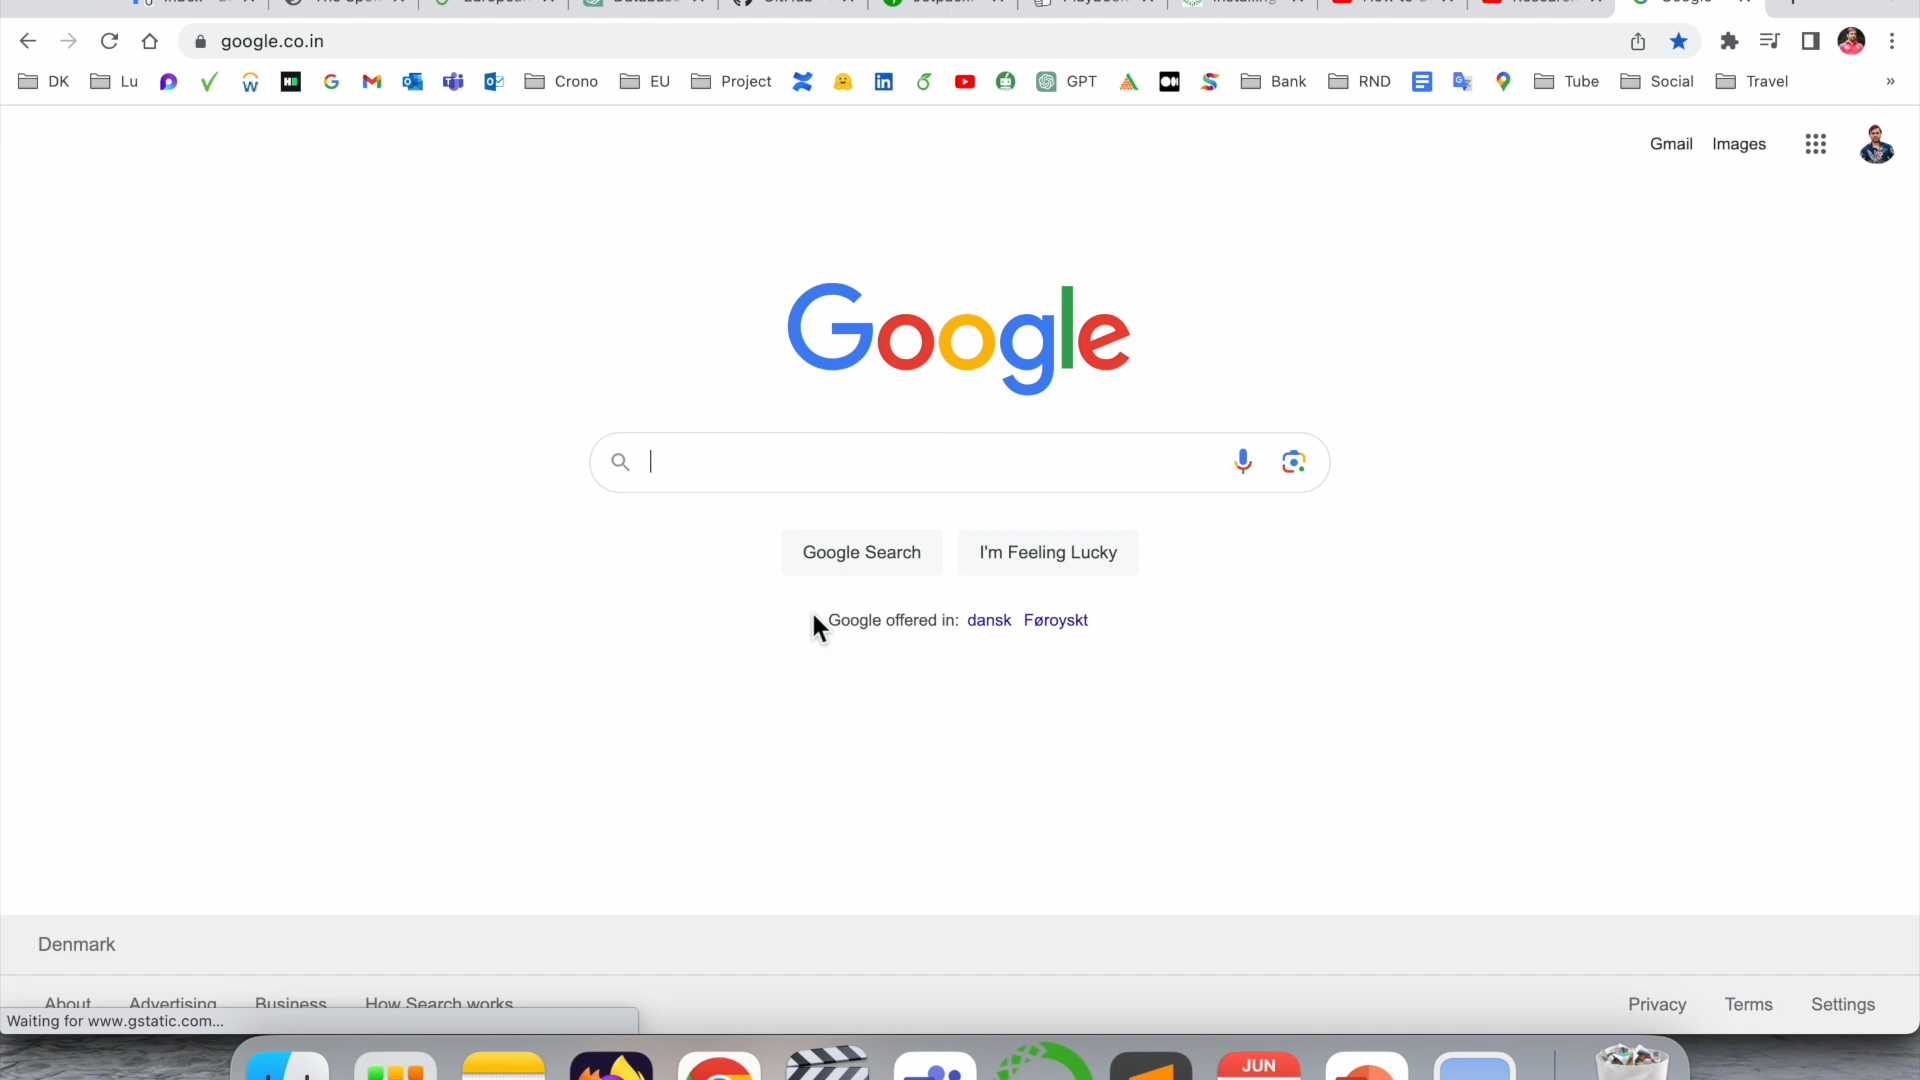 google.co.in
DK Lu Crono EU Project GPT Bank RND Tube Social Travel »
Gmail Images
Google
Google Search I'm Feeling Lucky
Google offered in: dansk Føroyskt
Denmark
About Advertising Business How Search works Privacy Terms Settings
Waiting for www.gstatic.com...
JUN